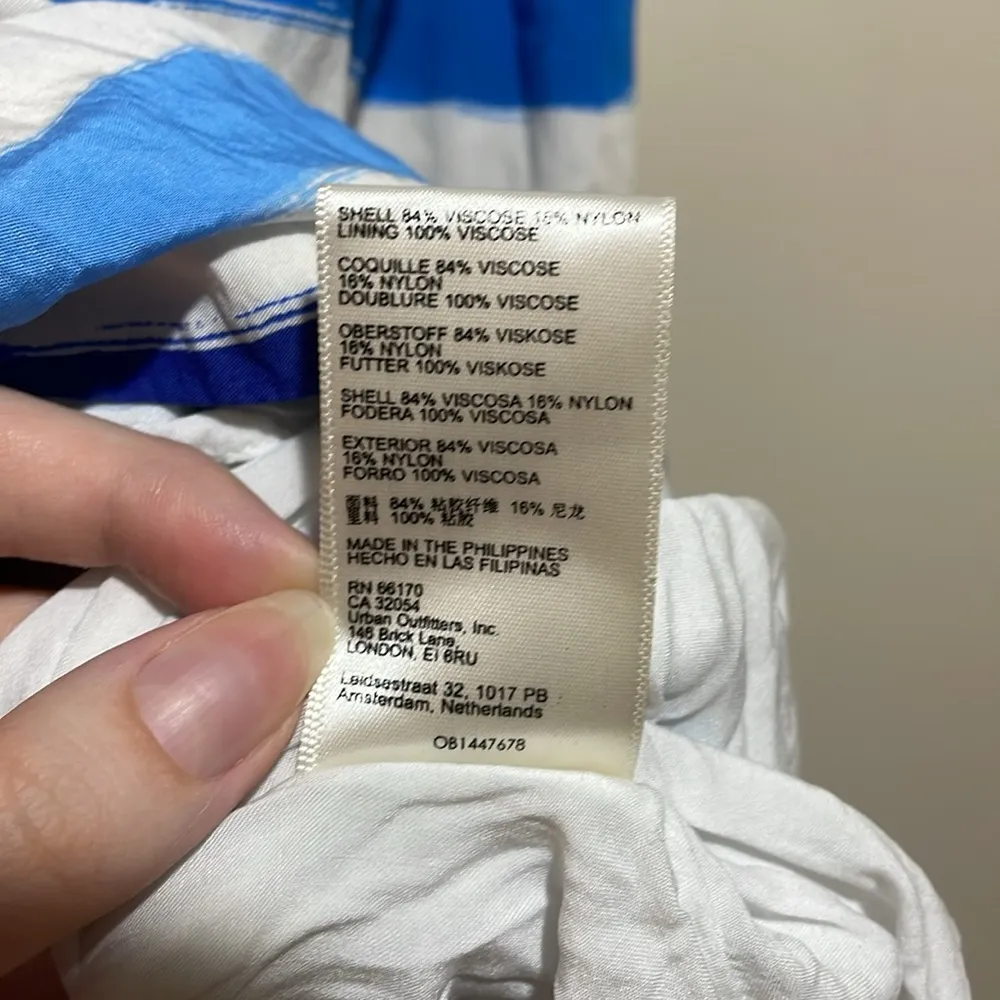 SHELL 84% VISCOSE 16% NYLON
LINING 100% VISCOSE
COQUILLE 84% VISCOSE
16% NYLON
DOUBLURE 100% VISCOSE
OBERSTOFF 84% VISKOSE
16% NYLON
FUTTER 100% VISKOSE
SHELL 84% VISCOSA 16% NYLON
FODERA 100% VISCOSA
EXTERIOR 84% VISCOSA
16% NYLON
FORRO 100% VISCOSA
面料 84% 粘胶纤维 16% 尼龙
里料 100% 粘胶
MADE IN THE PHILIPPINES
HECHO EN LAS FILIPINAS
RN 66170
CA 32054
Urban Outfitters, Inc.
146 Brick Lane,
LONDON, EI 6RU
Leidsestraat 32, 1017 PB
Amsterdam, Netherlands
OB1447678